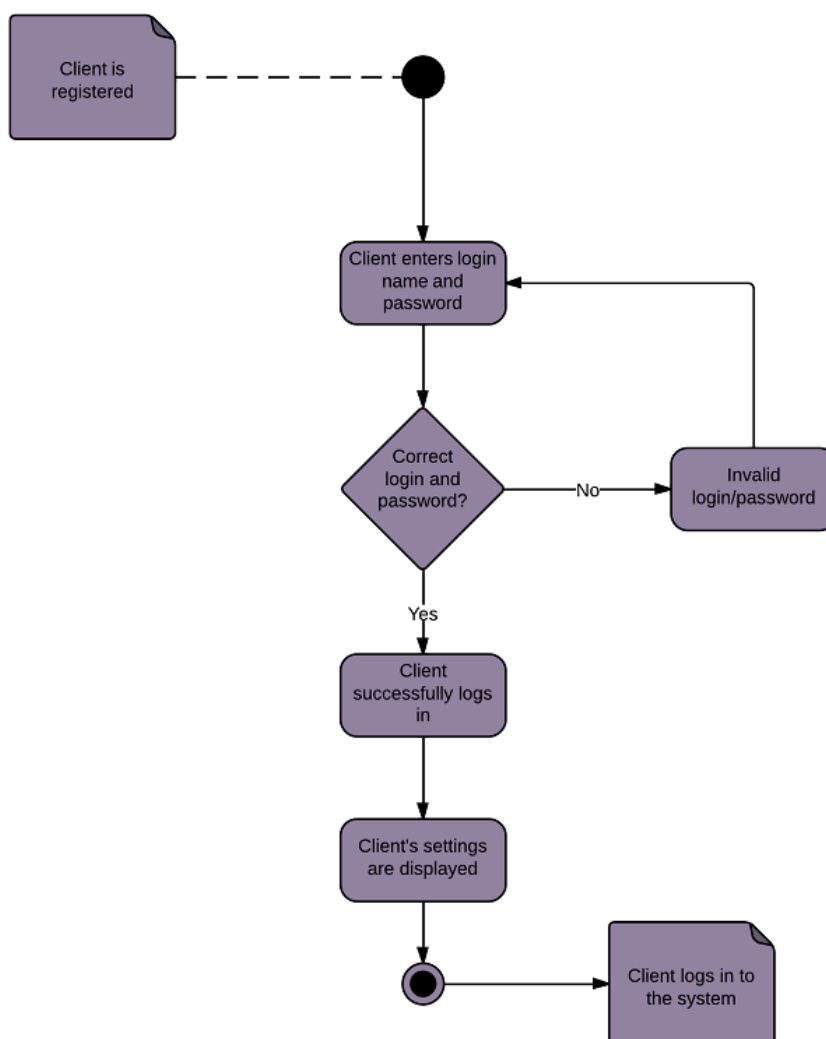 Client is
registered
Client enters login
name and
password
Correct
login and
password?
No
Invalid
login/password
Yes
Client
successfully logs
in
Client's settings
are displayed
Client logs in to
the system